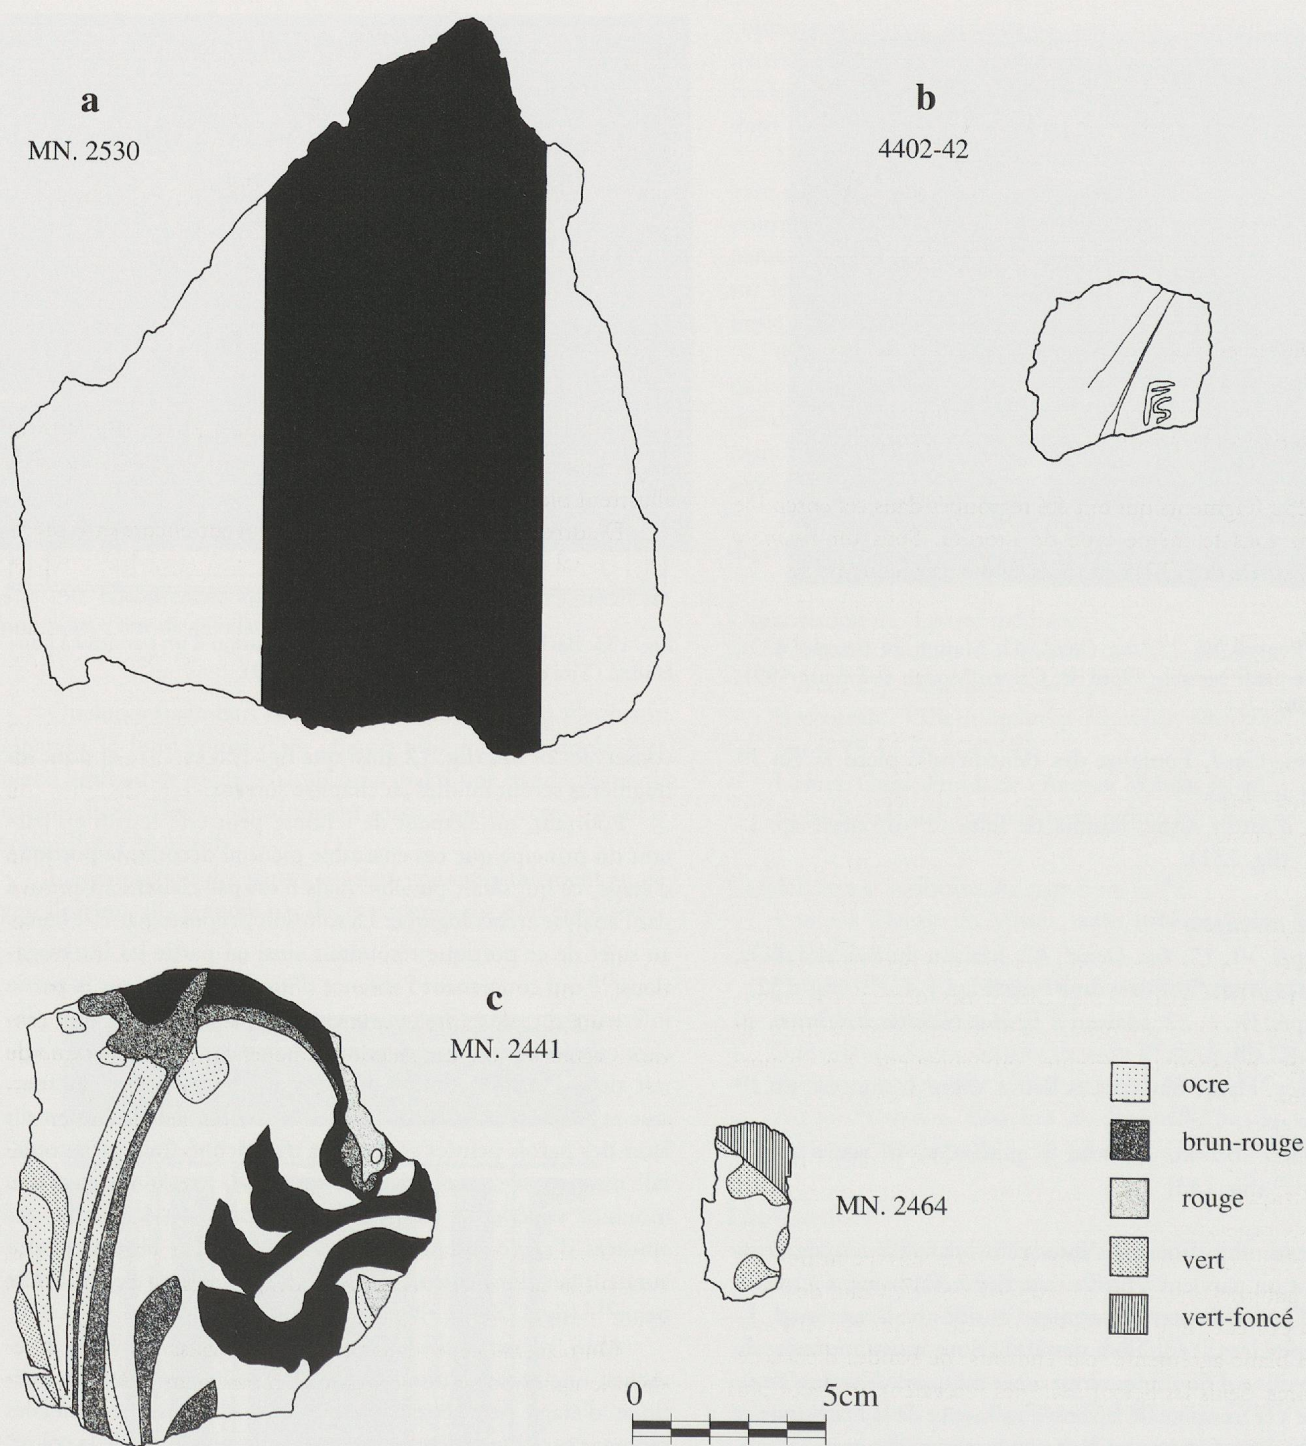 a
MN. 2530
b
4402-42
c
MN. 2441
MN. 2464
ocre
brun-rouge
rouge
vert
vert-foncé
0 5cm